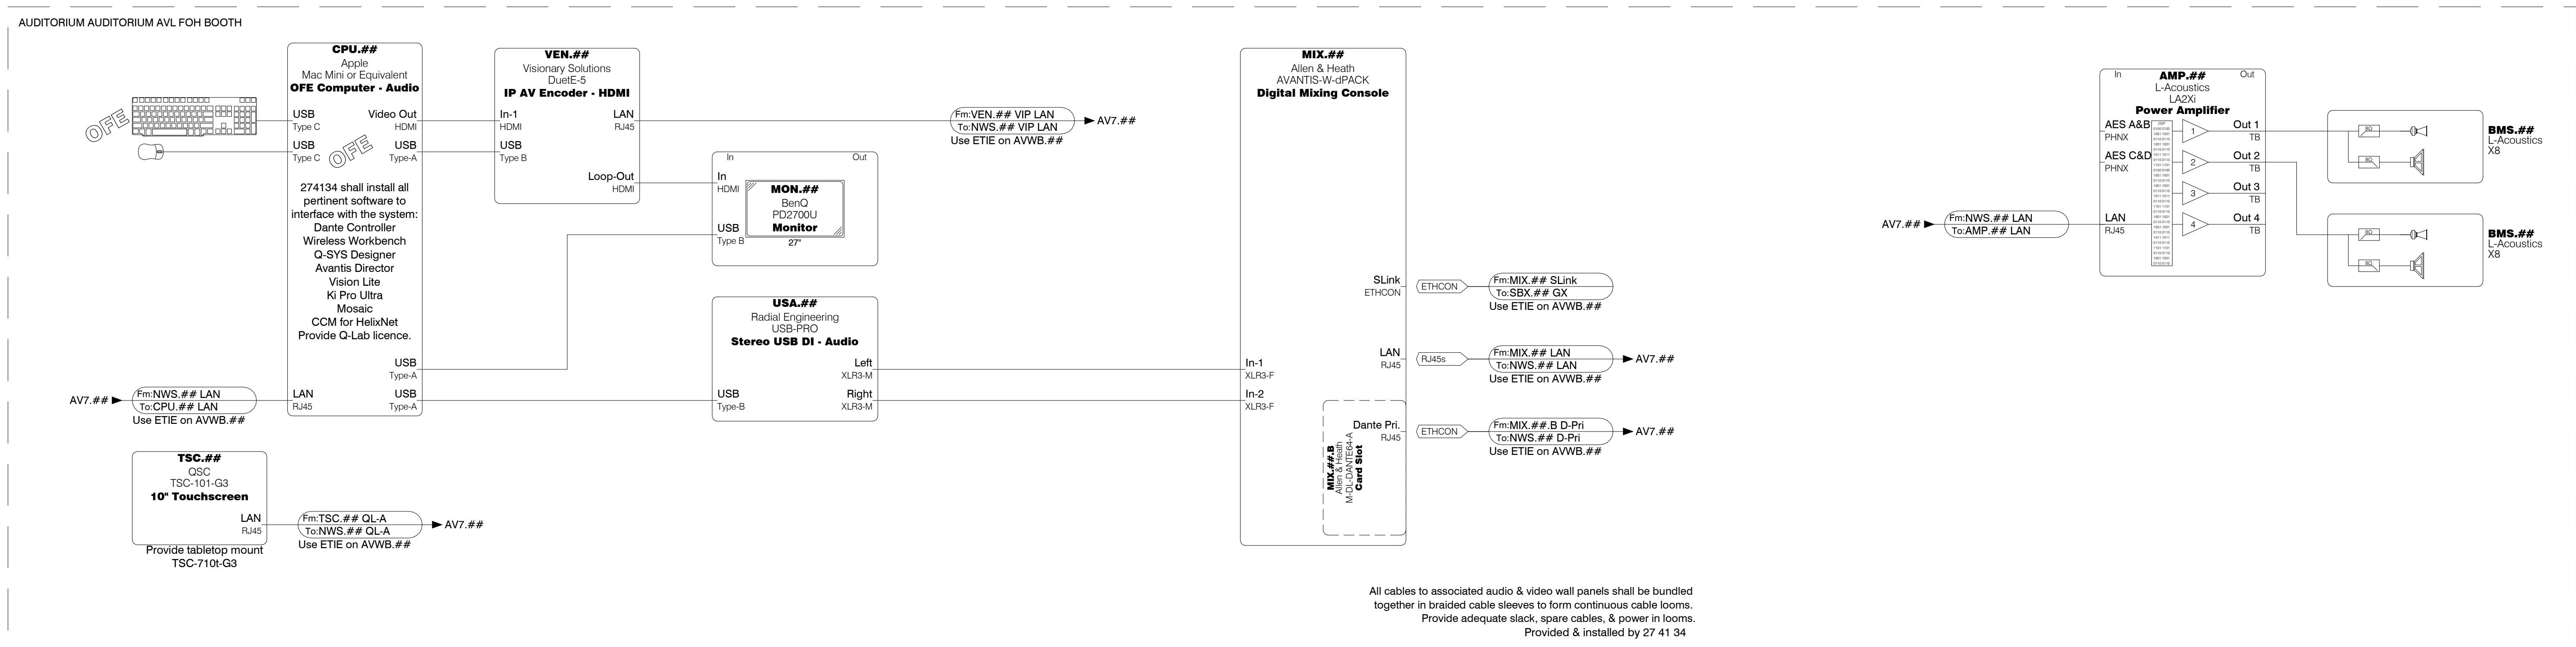 AUDITORIUM AUDITORIUM AVL FOH BOOTH
OFE
CPU.##
Apple
Mac Mini or Equivalent
OFE Computer - Audio
USB
Type C
Video Out
HDMI
USB
Type C
USB
Type-A
OFE
274134 shall install all
pertinent software to
interface with the system:
Dante Controller
Wireless Workbench
Q-SYS Designer
Avantis Director
Vision Lite
Ki Pro Ultra
Mosaic
CCM for HelixNet
Provide Q-Lab licence.
USB
Type-A
LAN
RJ45
USB
Type-A
AV7.##
Fm:NWS.## LAN
To:CPU.## LAN
Use ETIE on AVWB.##
TSC.##
QSC
TSC-101-G3
10" Touchscreen
LAN
RJ45
Provide tabletop mount
TSC-710t-G3
Fm:TSC.## QL-A
To:NWS.## QL-A
Use ETIE on AVWB.##
AV7.##
VEN.##
Visionary Solutions
DuetE-5
IP AV Encoder - HDMI
In-1
HDMI
LAN
RJ45
USB
Type B
Loop-Out
HDMI
Fm:VEN.## VIP LAN
To:NWS.## VIP LAN
Use ETIE on AVWB.##
AV7.##
In
Out
In
HDMI
MON.##
BenQ
PD2700U
Monitor
27"
USB
Type B
USA.##
Radial Engineering
USB-PRO
Stereo USB DI - Audio
Left
XLR3-M
USB
Type-B
Right
XLR3-M
MIX.##
Allen & Heath
AVANTIS-W-dPACK
Digital Mixing Console
SLink
ETHCON
In-1
XLR3-F
LAN
RJ45
In-2
XLR3-F
Dante Pri.
RJ45
MIX.##.B
Allen & Heath
M-DL-DANTE64-A
Card Slot
ETHCON
Fm:MIX.## SLink
To:SBX.## GX
Use ETIE on AVWB.##
RJ45s
Fm:MIX.## LAN
To:NWS.## LAN
Use ETIE on AVWB.##
AV7.##
ETHCON
Fm:MIX.##.B D-Pri
To:NWS.## D-Pri
Use ETIE on AVWB.##
AV7.##
All cables to associated audio & video wall panels shall be bundled
together in braided cable sleeves to form continuous cable looms.
Provide adequate slack, spare cables, & power in looms.
Provided & installed by 27 41 34
AV7.##
Fm:NWS.## LAN
To:AMP.## LAN
In
Out
AMP.##
L-Acoustics
LA2Xi
Power Amplifier
AES A&B
PHNX
AES C&D
PHNX
LAN
RJ45
1
2
3
4
Out 1
TB
Out 2
TB
Out 3
TB
Out 4
TB
8Ω
8Ω
BMS.##
L-Acoustics
X8
8Ω
8Ω
BMS.##
L-Acoustics
X8